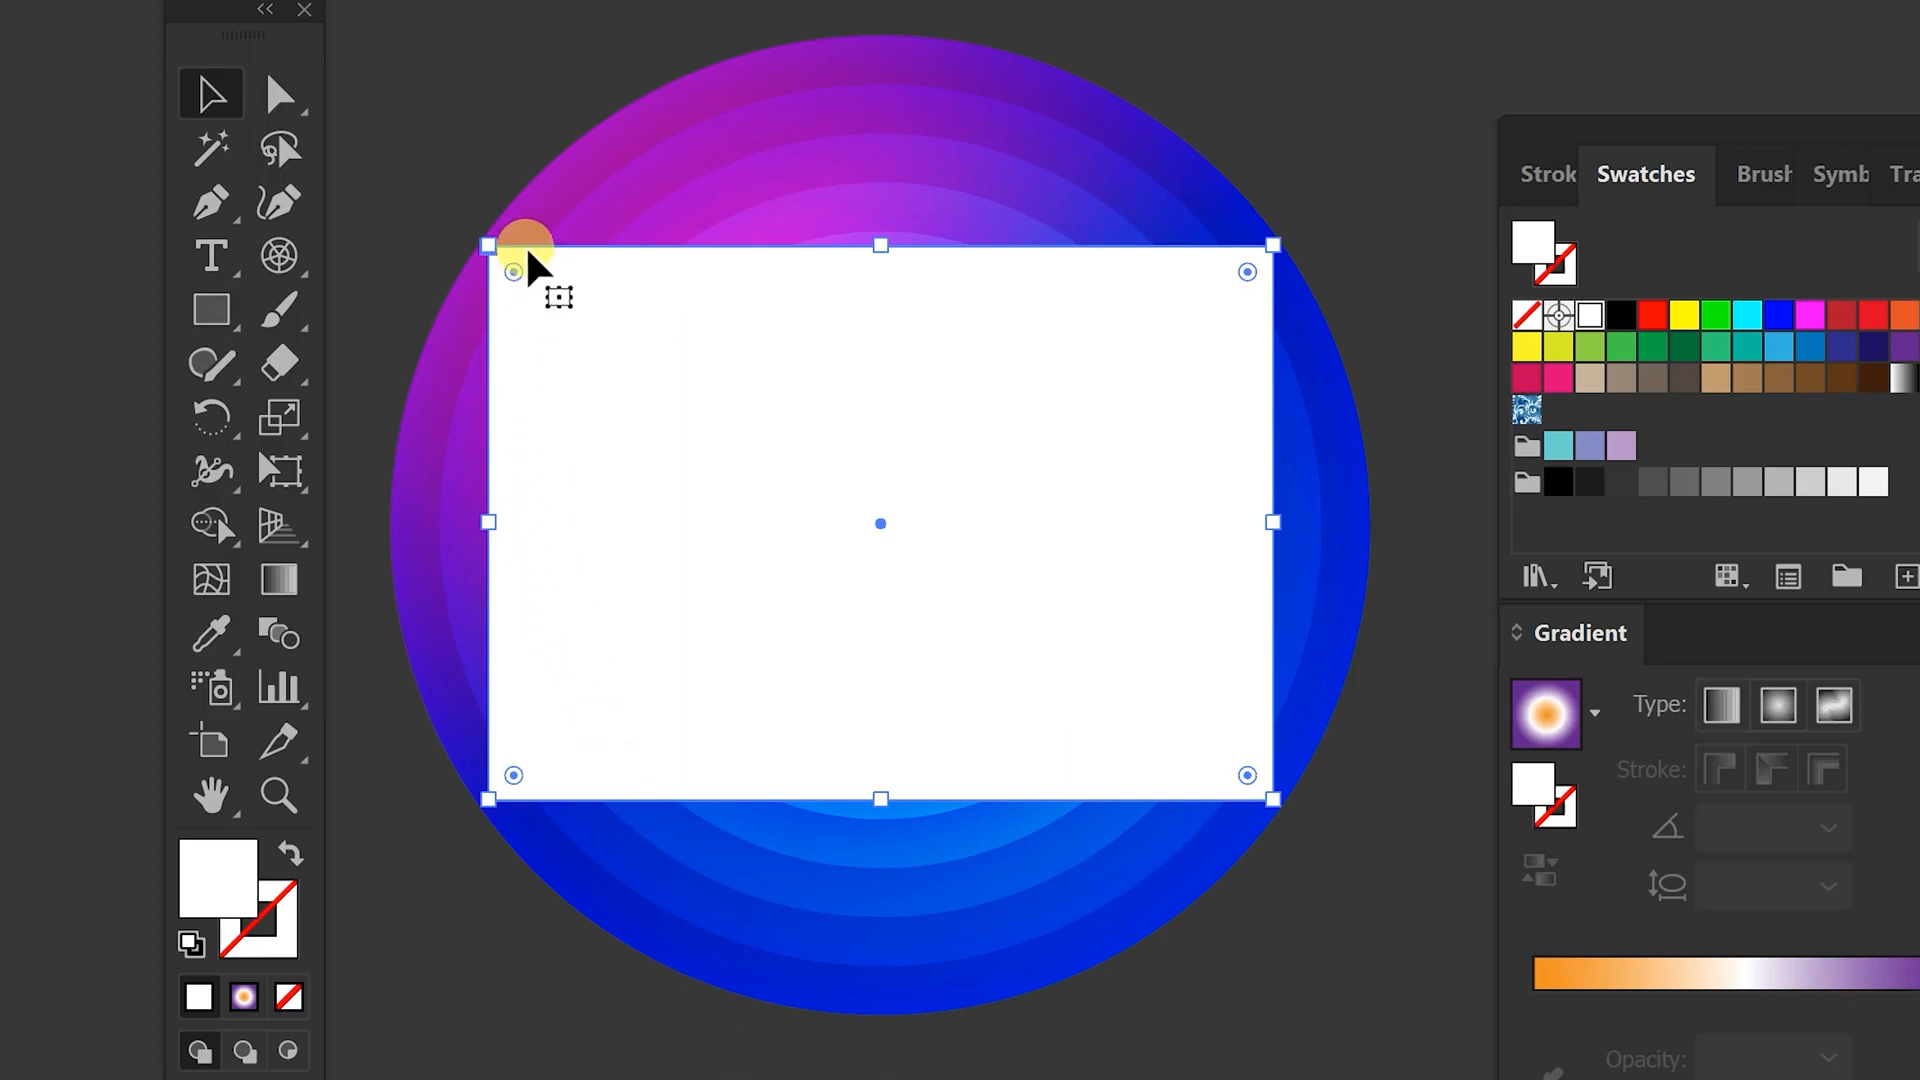 Strok Swatches Brush Symb Tra
Gradient
Type:
Stroke:
Opacity: